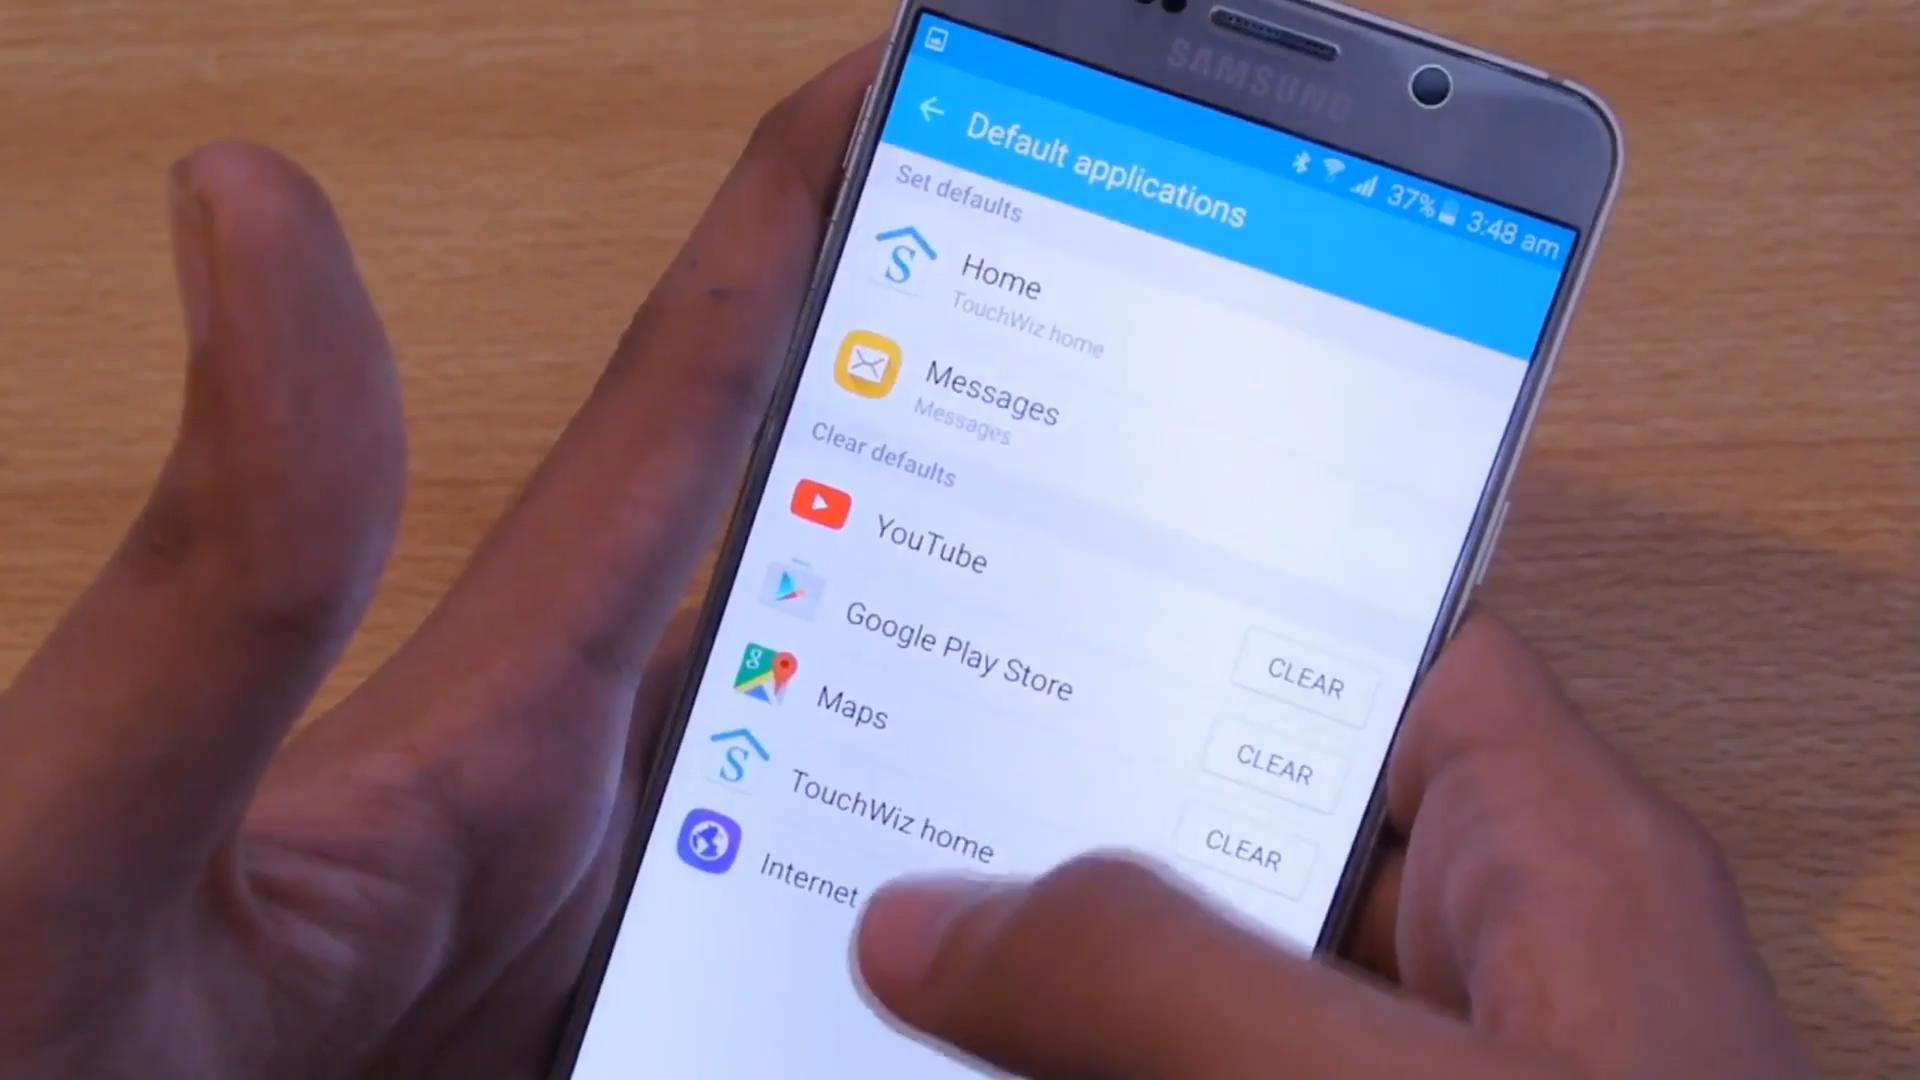 SAMSUNG
37% 3:48 am
Default applications
Set defaults
Home
TouchWiz home
Messages
Messages
Clear defaults
YouTube
CLEAR
Google Play Store
CLEAR
Maps
CLEAR
TouchWiz home
Internet